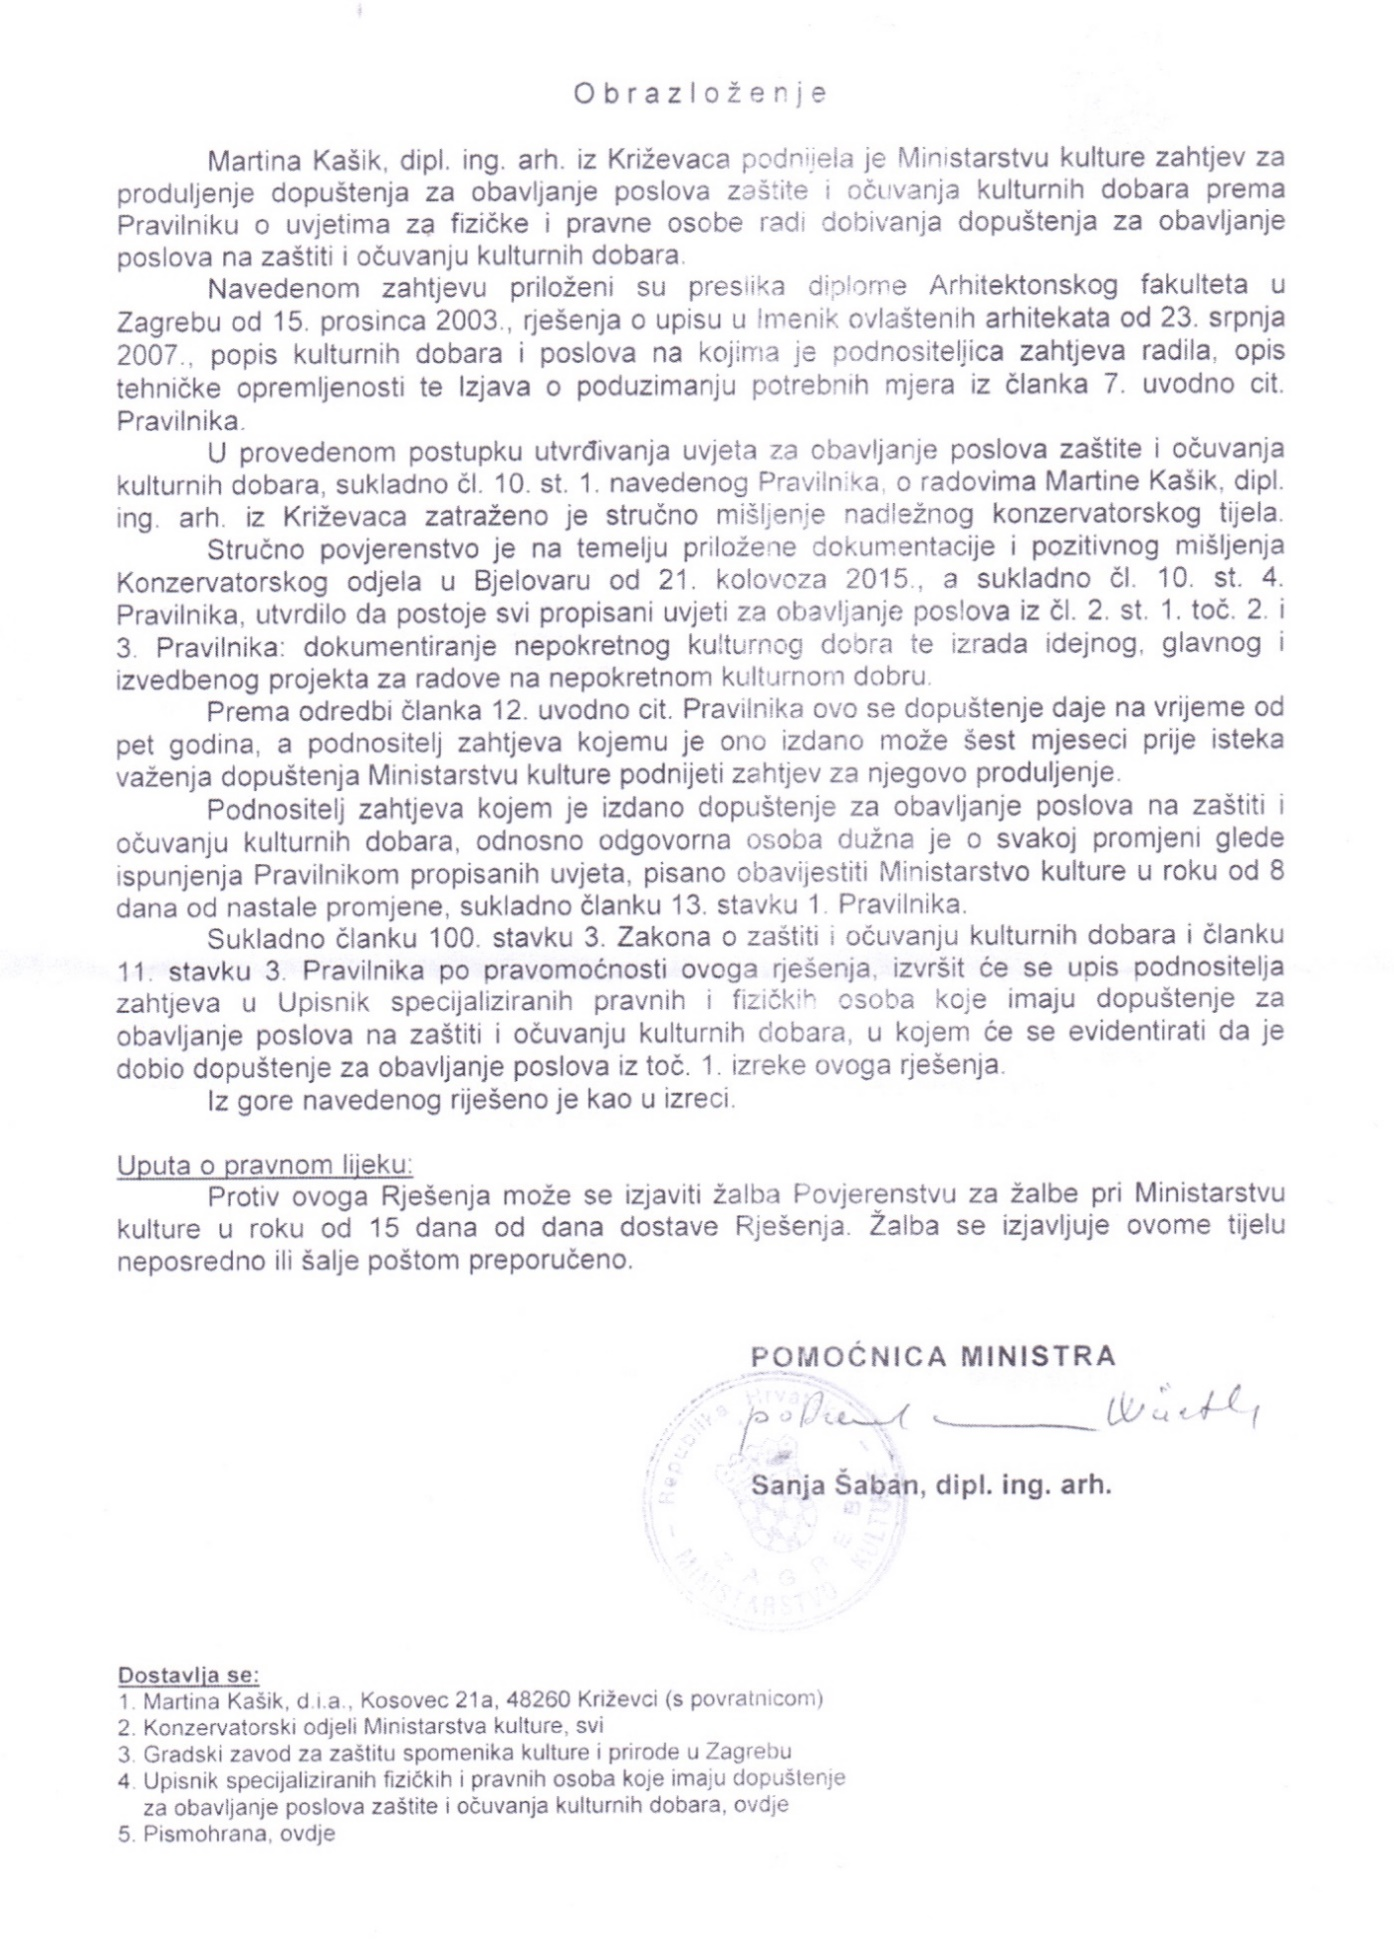 Obrazloženje
Martina Kašik, dipl. ing. arh. iz Križevaca podnijela je Ministarstvu kulture zahtjev za
produljenje dopuštenja za obavljanje poslova zaštite i očuvanja kulturnih dobara prema
Pravilniku o uvjetima za fizičke i pravne osobe radi dobivanja dopuštenja za obavljanje
poslova na zaštiti i očuvanju kulturnih dobara.
Navedenom zahtjevu priloženi su preslika diplome Arhitektonskog fakulteta u
Zagrebu od 15. prosinca 2003., rješenja o upisu u Imenik ovlaštenih arhitekata od 23. srpnja
2007., popis kulturnih dobara i poslova na kojima je podnositeljica zahtjeva radila, opis
tehničke opremljenosti te Izjava o poduzimanju potrebnih mjera iz članka 7. uvodno cit.
Pravilnika.
U provedenom postupku utvrđivanja uvjeta za obavljanje poslova zaštite i očuvanja
kulturnih dobara, sukladno čl. 10. st. 1. navedenog Pravilnika, o radovima Martine Kašik, dipl.
ing. arh. iz Križevaca zatraženo je stručno mišljenje nadležnog konzervatorskog tijela.
Stručno povjerenstvo je na temelju priložene dokumentacije i pozitivnog mišljenja
Konzervatorskog odjela u Bjelovaru od 21. kolovoza 2015., a sukladno čl. 10. st. 4.
Pravilnika, utvrdilo da postoje svi propisani uvjeti za obavljanje poslova iz čl. 2. st. 1. toč. 2. i
3. Pravilnika: dokumentiranje nepokretnog kulturnog dobra te izrada idejnog, glavnog i
izvedbenog projekta za radove na nepokretnom kulturnom dobru.
Prema odredbi članka 12. uvodno cit. Pravilnika ovo se dopuštenje daje na vrijeme od
pet godina, a podnositelj zahtjeva kojemu je ono izdano može šest mjeseci prije isteka
važenja dopuštenja Ministarstvu kulture podnijeti zahtjev za njegovo produljenje.
Podnositelj zahtjeva kojem je izdano dopuštenje za obavljanje poslova na zaštiti i
očuvanju kulturnih dobara, odnosno odgovorna osoba dužna je o svakoj promjeni glede
ispunjenja Pravilnikom propisanih uvjeta, pisano obavijestiti Ministarstvo kulture u roku od 8
dana od nastale promjene, sukladno članku 13. stavku 1. Pravilnika.
Sukladno članku 100. stavku 3. Zakona o zaštiti i očuvanju kulturnih dobara i članku
11. stavku 3. Pravilnika po pravomoćnosti ovoga rješenja, izvršit će se upis podnositelja
zahtjeva u Upisnik specijaliziranih pravnih i fizičkih osoba koje imaju dopuštenje za
obavljanje poslova na zaštiti i očuvanju kulturnih dobara, u kojem će se evidentirati da je
dobio dopuštenje za obavljanje poslova iz toč. 1. izreke ovoga rješenja.
Iz gore navedenog riješeno je kao u izreci.
Uputa o pravnom lijeku:
Protiv ovoga Rješenja može se izjaviti žalba Povjerenstvu za žalbe pri Ministarstvu
kulture u roku od 15 dana od dana dostave Rješenja. Žalba se izjavljuje ovome tijelu
neposredno ili šalje poštom preporučeno.
POMOĆNICA MINISTRA
Republika Hrvatska
MINISTARSTVO KULTURE
ZAGREB
Sanja Šaban, dipl. ing. arh.
Dostavlja se:
1. Martina Kašik, d.i.a., Kosovec 21a, 48260 Križevci (s povratnicom)
2. Konzervatorski odjeli Ministarstva kulture, svi
3. Gradski zavod za zaštitu spomenika kulture i prirode u Zagrebu
4. Upisnik specijaliziranih fizičkih i pravnih osoba koje imaju dopuštenje
za obavljanje poslova zaštite i očuvanja kulturnih dobara, ovdje
5. Pismohrana, ovdje